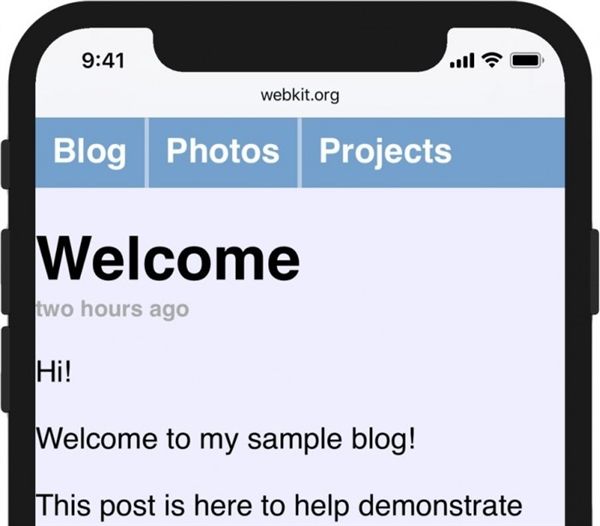 9:41
webkit.org
Blog Photos Projects
Welcome
two hours ago
Hi!
Welcome to my sample blog!
This post is here to help demonstrate